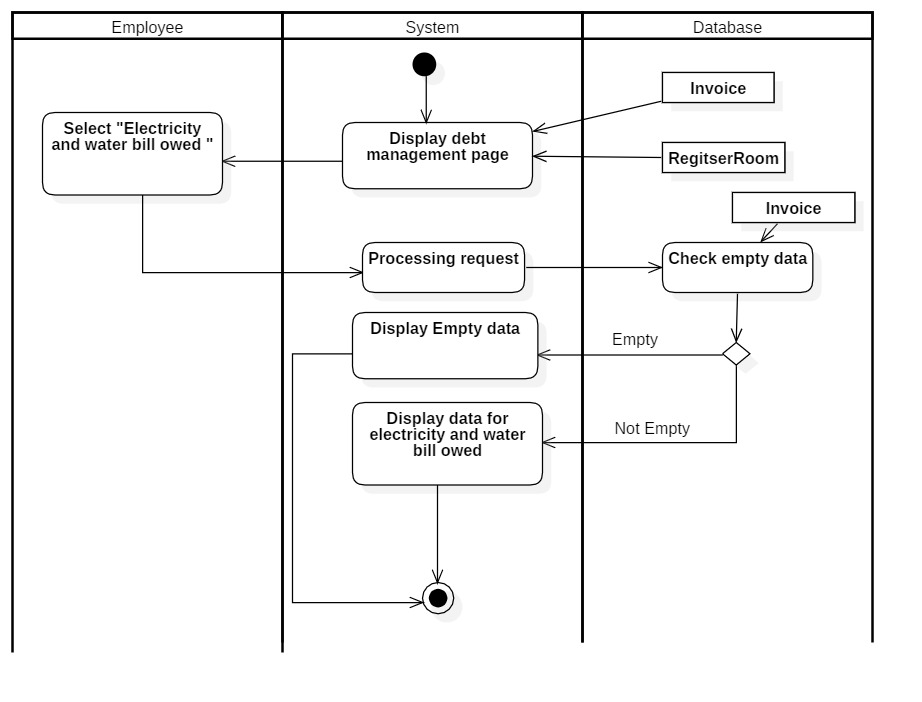 Employee
System
Database
Invoice
Select "Electricity
and water bill owed "
Display debt
management page
RegitserRoom
Invoice
Processing request
Check empty data
Display Empty data
Empty
Display data for
electricity and water
bill owed
Not Empty